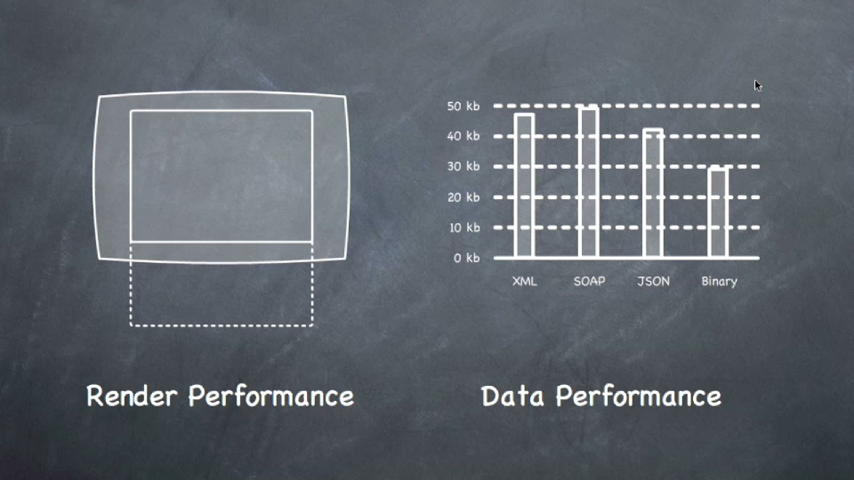 50 kb
40 kb
30 kb
20 kb
10 kb
0 kb
XML SOAP JSON Binary
Render Performance Data Performance